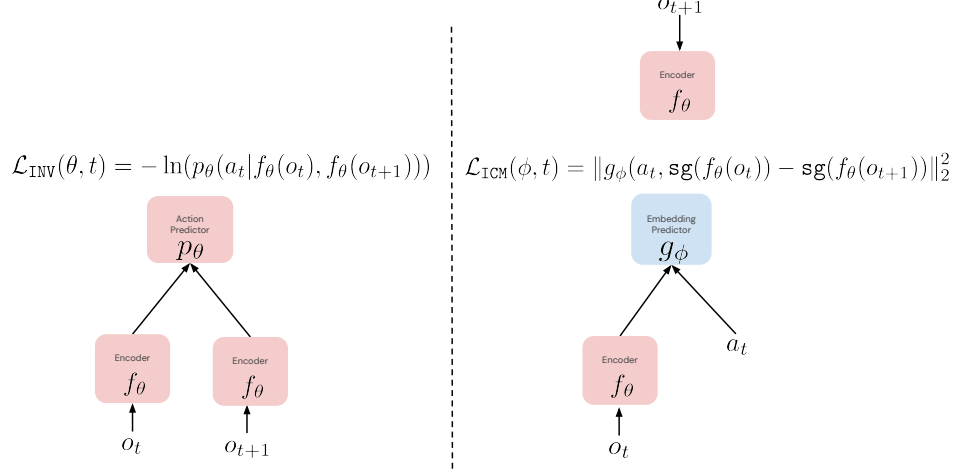 𝓛_INV(θ, t) = − ln(p_θ(a_t|f_θ(o_t), f_θ(o_{t+1})))
Action
Predictor
p_θ
Encoder
f_θ
Encoder
f_θ
o_t
o_{t+1}
o_{t+1}
Encoder
f_θ
𝓛_ICM(ϕ, t) = ‖g_ϕ(a_t, sg(f_θ(o_t)) − sg(f_θ(o_{t+1}))‖_2^2
Embedding
Predictor
g_ϕ
a_t
Encoder
f_θ
o_t